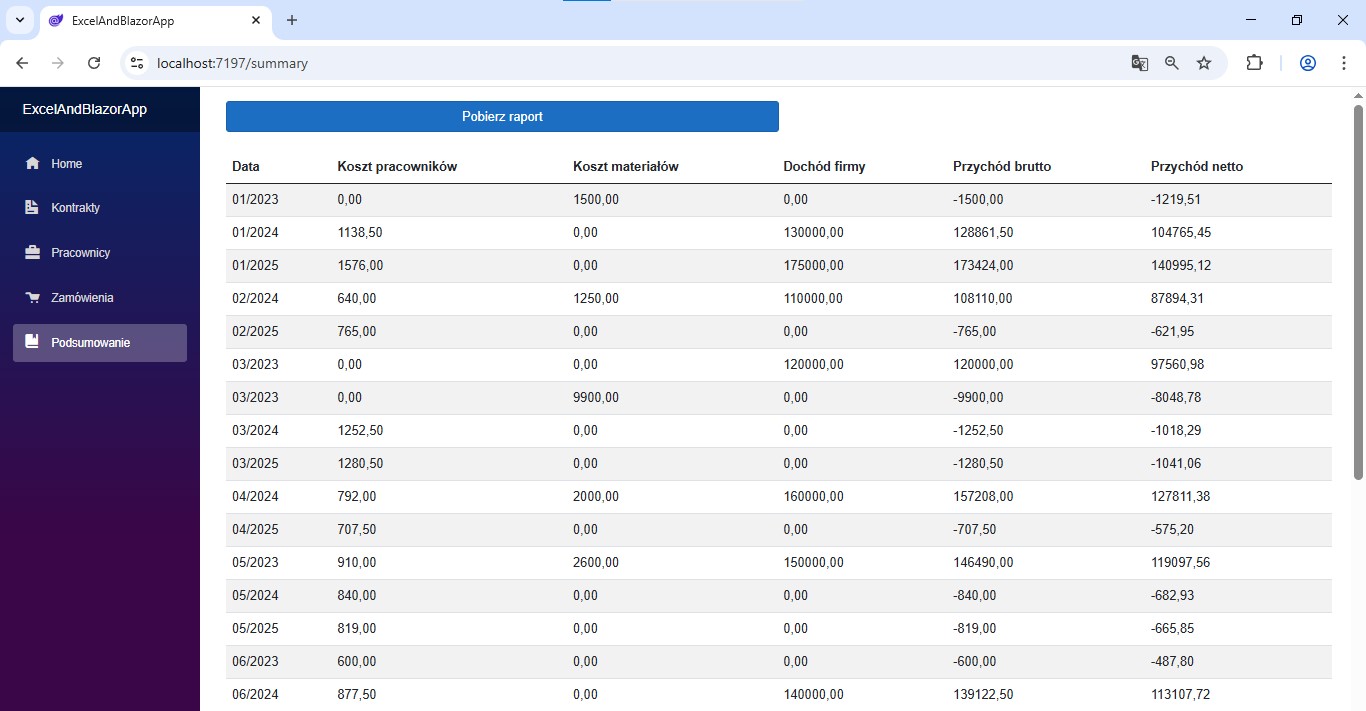 ExcelAndBlazorApp
localhost:7197/summary
ExcelAndBlazorApp
Home
Kontrakty
Pracownicy
Zamówienia
Podsumowanie
Pobierz raport
Data Koszt pracowników Koszt materiałów Dochód firmy Przychód brutto Przychód netto
01/2023 0,00 1500,00 0,00 -1500,00 -1219,51
01/2024 1138,50 0,00 130000,00 128861,50 104765,45
01/2025 1576,00 0,00 175000,00 173424,00 140995,12
02/2024 640,00 1250,00 110000,00 108110,00 87894,31
02/2025 765,00 0,00 0,00 -765,00 -621,95
03/2023 0,00 0,00 120000,00 120000,00 97560,98
03/2023 0,00 9900,00 0,00 -9900,00 -8048,78
03/2024 1252,50 0,00 0,00 -1252,50 -1018,29
03/2025 1280,50 0,00 0,00 -1280,50 -1041,06
04/2024 792,00 2000,00 160000,00 157208,00 127811,38
04/2025 707,50 0,00 0,00 -707,50 -575,20
05/2023 910,00 2600,00 150000,00 146490,00 119097,56
05/2024 840,00 0,00 0,00 -840,00 -682,93
05/2025 819,00 0,00 0,00 -819,00 -665,85
06/2023 600,00 0,00 0,00 -600,00 -487,80
06/2024 877,50 0,00 140000,00 139122,50 113107,72